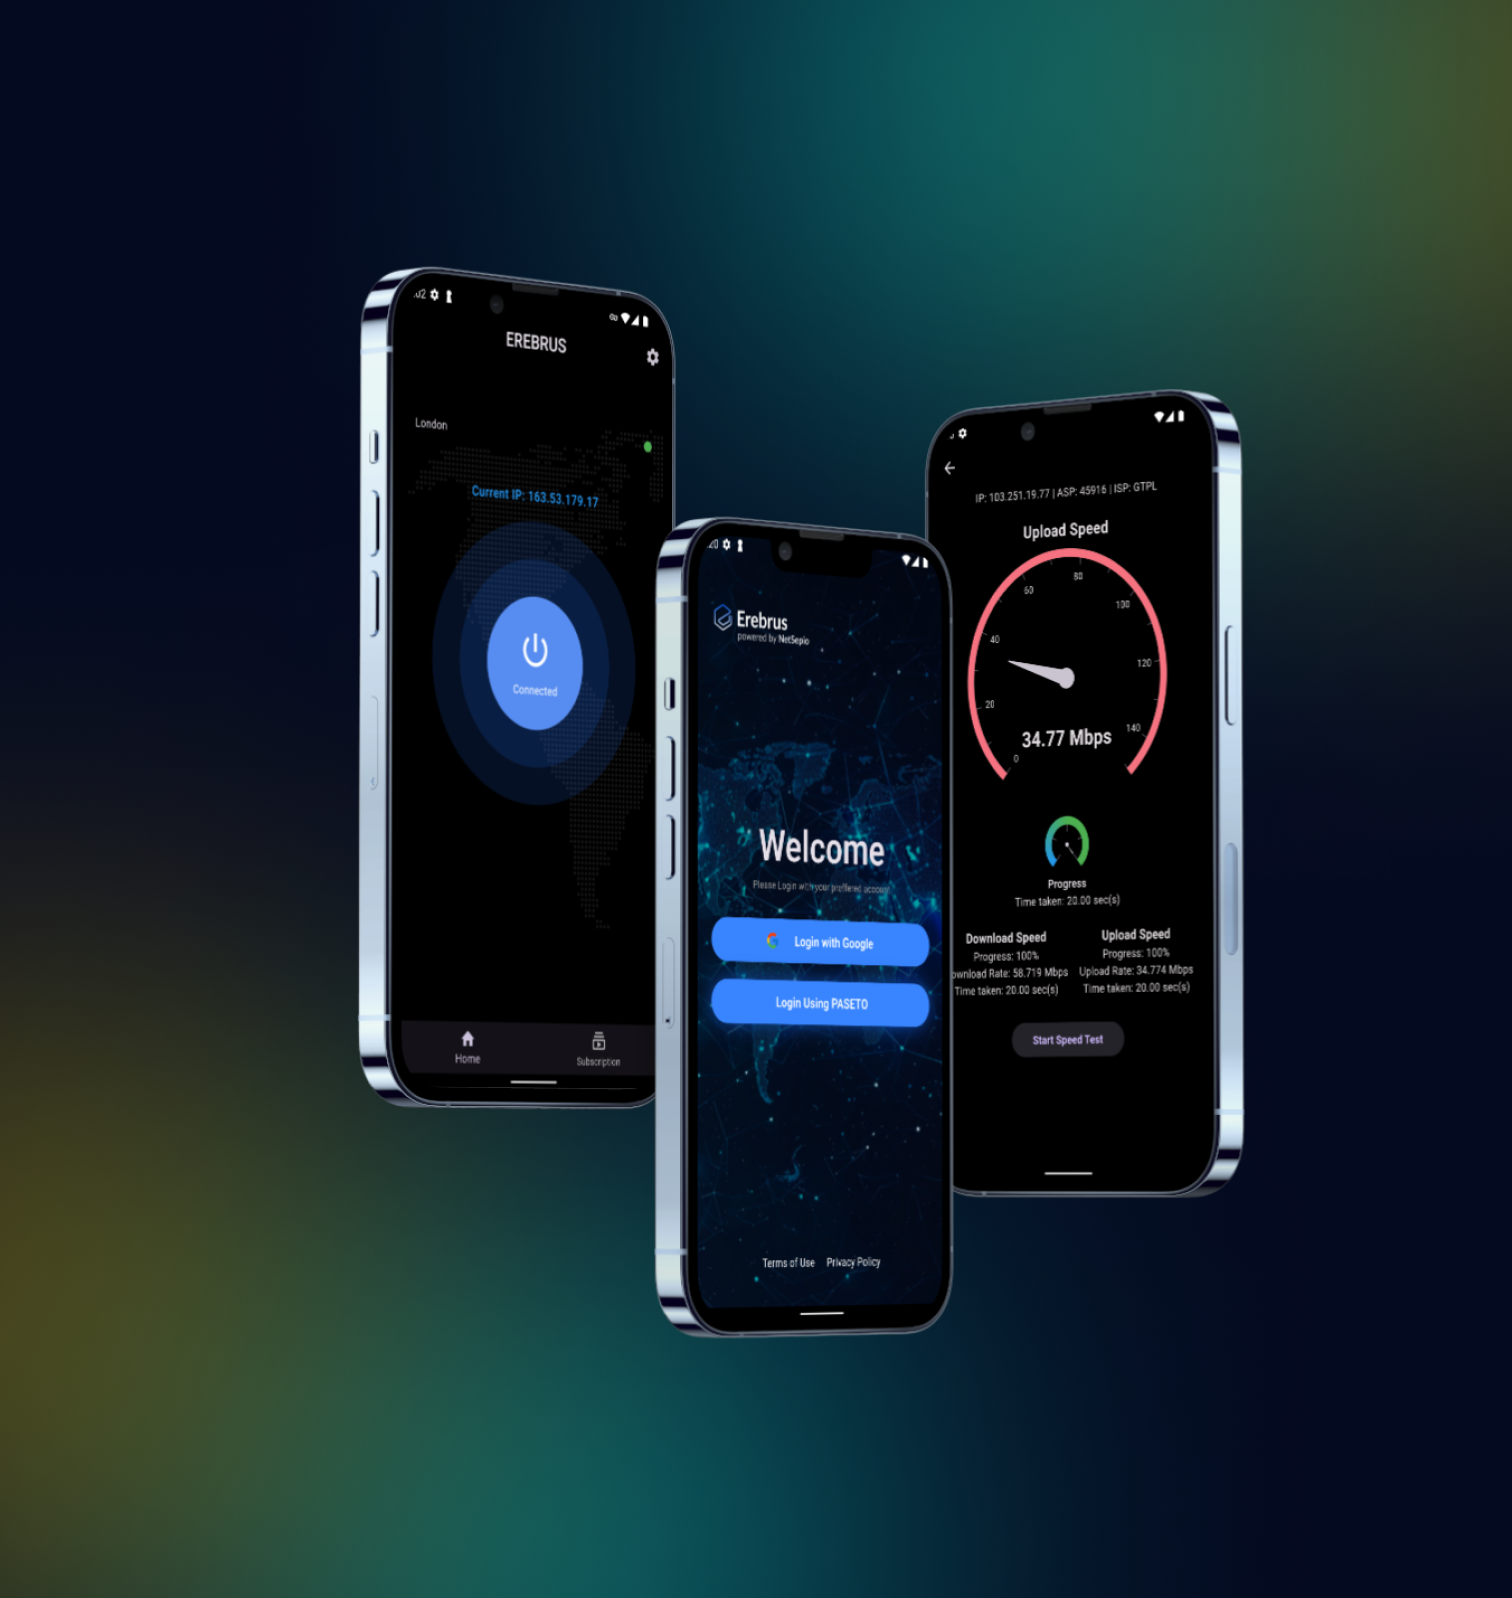 EREBRUS
London
Current IP: 163.53.179.17
Connected
Home
Subscription
Erebrus
powered by NetSepio
Welcome
Please Login with your preffered account
Login with Google
Login Using PASETO
Terms of Use Privacy Policy
IP: 103.251.19.77 | ASP: 45916 | ISP: GTPL
Upload Speed
0
20
40
60
80
100
120
140
34.77 Mbps
Progress
Time taken: 20.00 sec(s)
Download Speed
Progress: 100%
ownload Rate: 58.719 Mbps
Time taken: 20.00 sec(s)
Upload Speed
Progress: 100%
Upload Rate: 34.774 Mbps
Time taken: 20.00 sec(s)
Start Speed Test